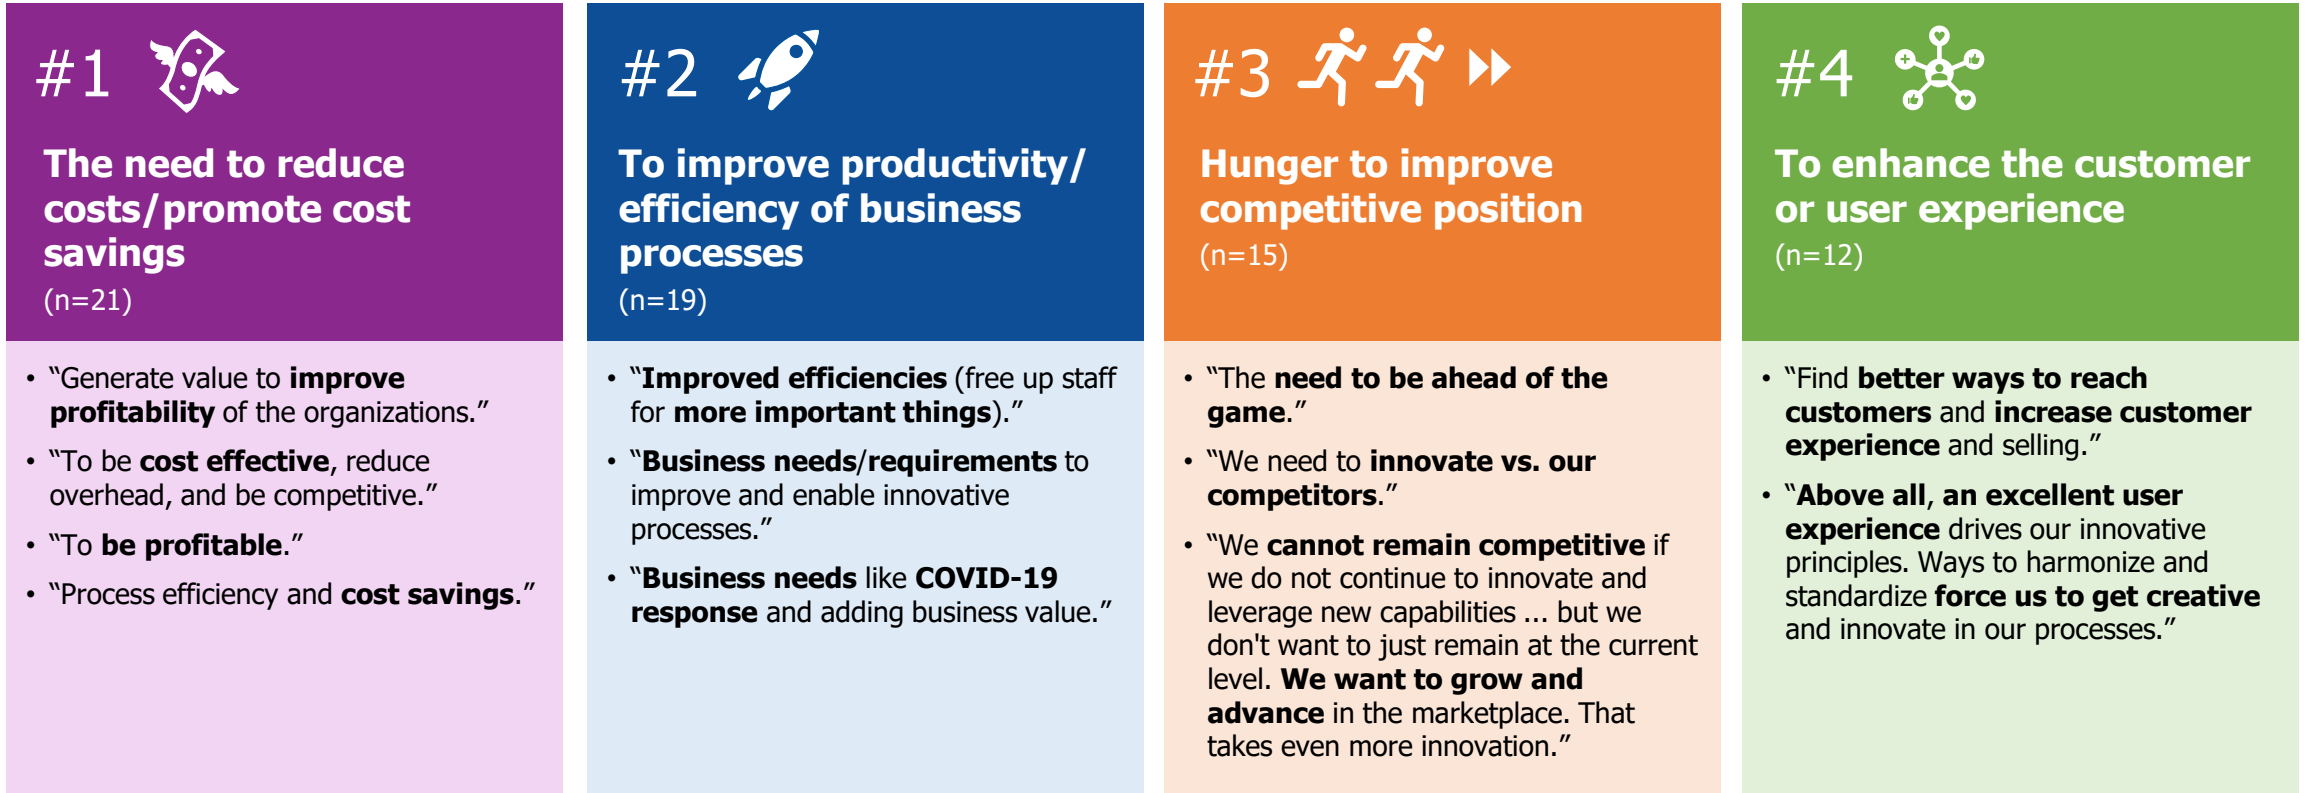 #1
The need to reduce
costs/promote cost
savings
(n=21)
• “Generate value to improve
profitability of the organizations.”
• “To be cost effective, reduce
overhead, and be competitive.”
• “To be profitable.”
• “Process efficiency and cost savings.”
#2
To improve productivity/
efficiency of business
processes
(n=19)
• “Improved efficiencies (free up staff
for more important things).”
• “Business needs/requirements to
improve and enable innovative
processes.”
• “Business needs like COVID-19
response and adding business value.”
#3
Hunger to improve
competitive position
(n=15)
• “The need to be ahead of the
game.”
• “We need to innovate vs. our
competitors.”
• “We cannot remain competitive if
we do not continue to innovate and
leverage new capabilities ... but we
don't want to just remain at the current
level. We want to grow and
advance in the marketplace. That
takes even more innovation.”
#4
To enhance the customer
or user experience
(n=12)
• “Find better ways to reach
customers and increase customer
experience and selling.”
• “Above all, an excellent user
experience drives our innovative
principles. Ways to harmonize and
standardize force us to get creative
and innovate in our processes.”